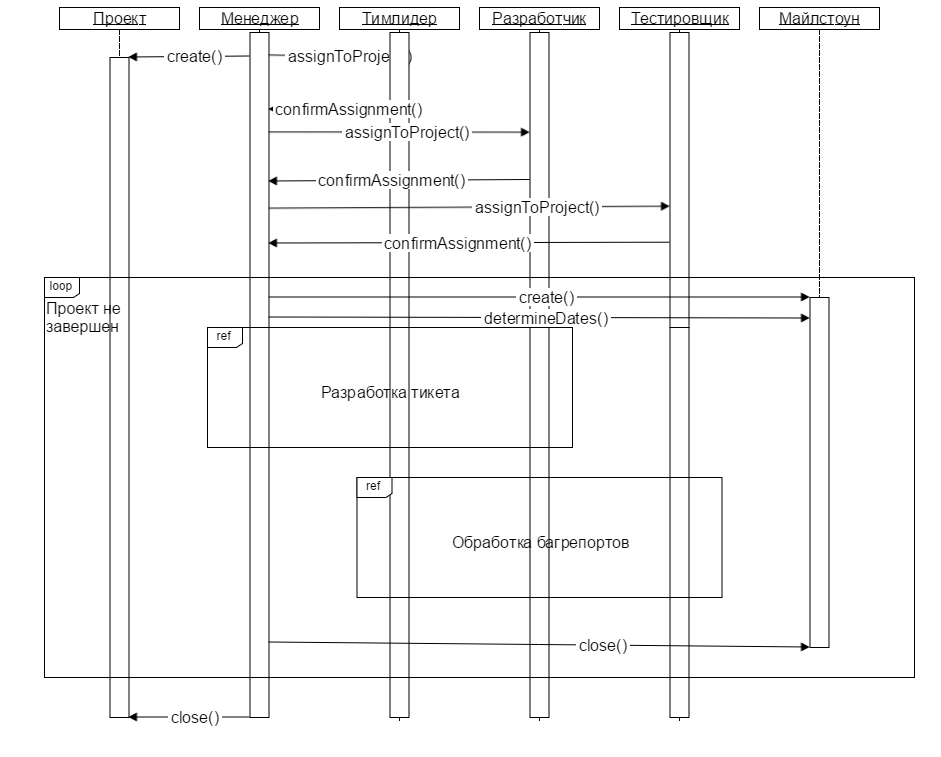 Проект Менеджер Тимлидер Разработчик Тестировщик Майлстоун
create() assignToProje )
confirmAssignment()
assignToProject()
confirmAssignment()
assignToProject()
confirmAssignment()
loop
create()
Проект не
завершен
determineDates()
ref
Разработка тикета
ref
Обработка багрепортов
close()
close()